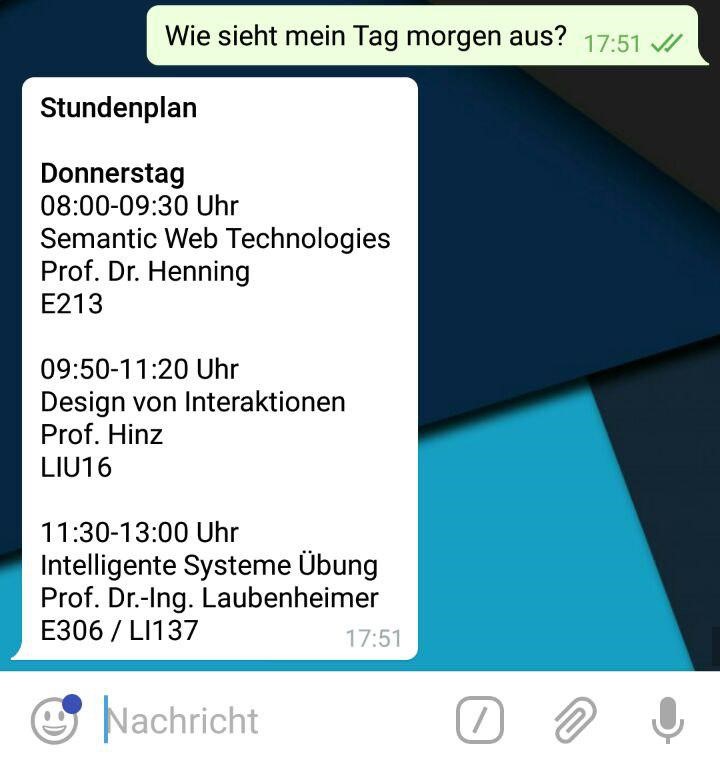 Wie sieht mein Tag morgen aus? 17:51
Stundenplan
Donnerstag
08:00-09:30 Uhr
Semantic Web Technologies
Prof. Dr. Henning
E213
09:50-11:20 Uhr
Design von Interaktionen
Prof. Hinz
LIU16
11:30-13:00 Uhr
Intelligente Systeme Übung
Prof. Dr.-Ing. Laubenheimer
E306 / LI137 17:51
Nachricht